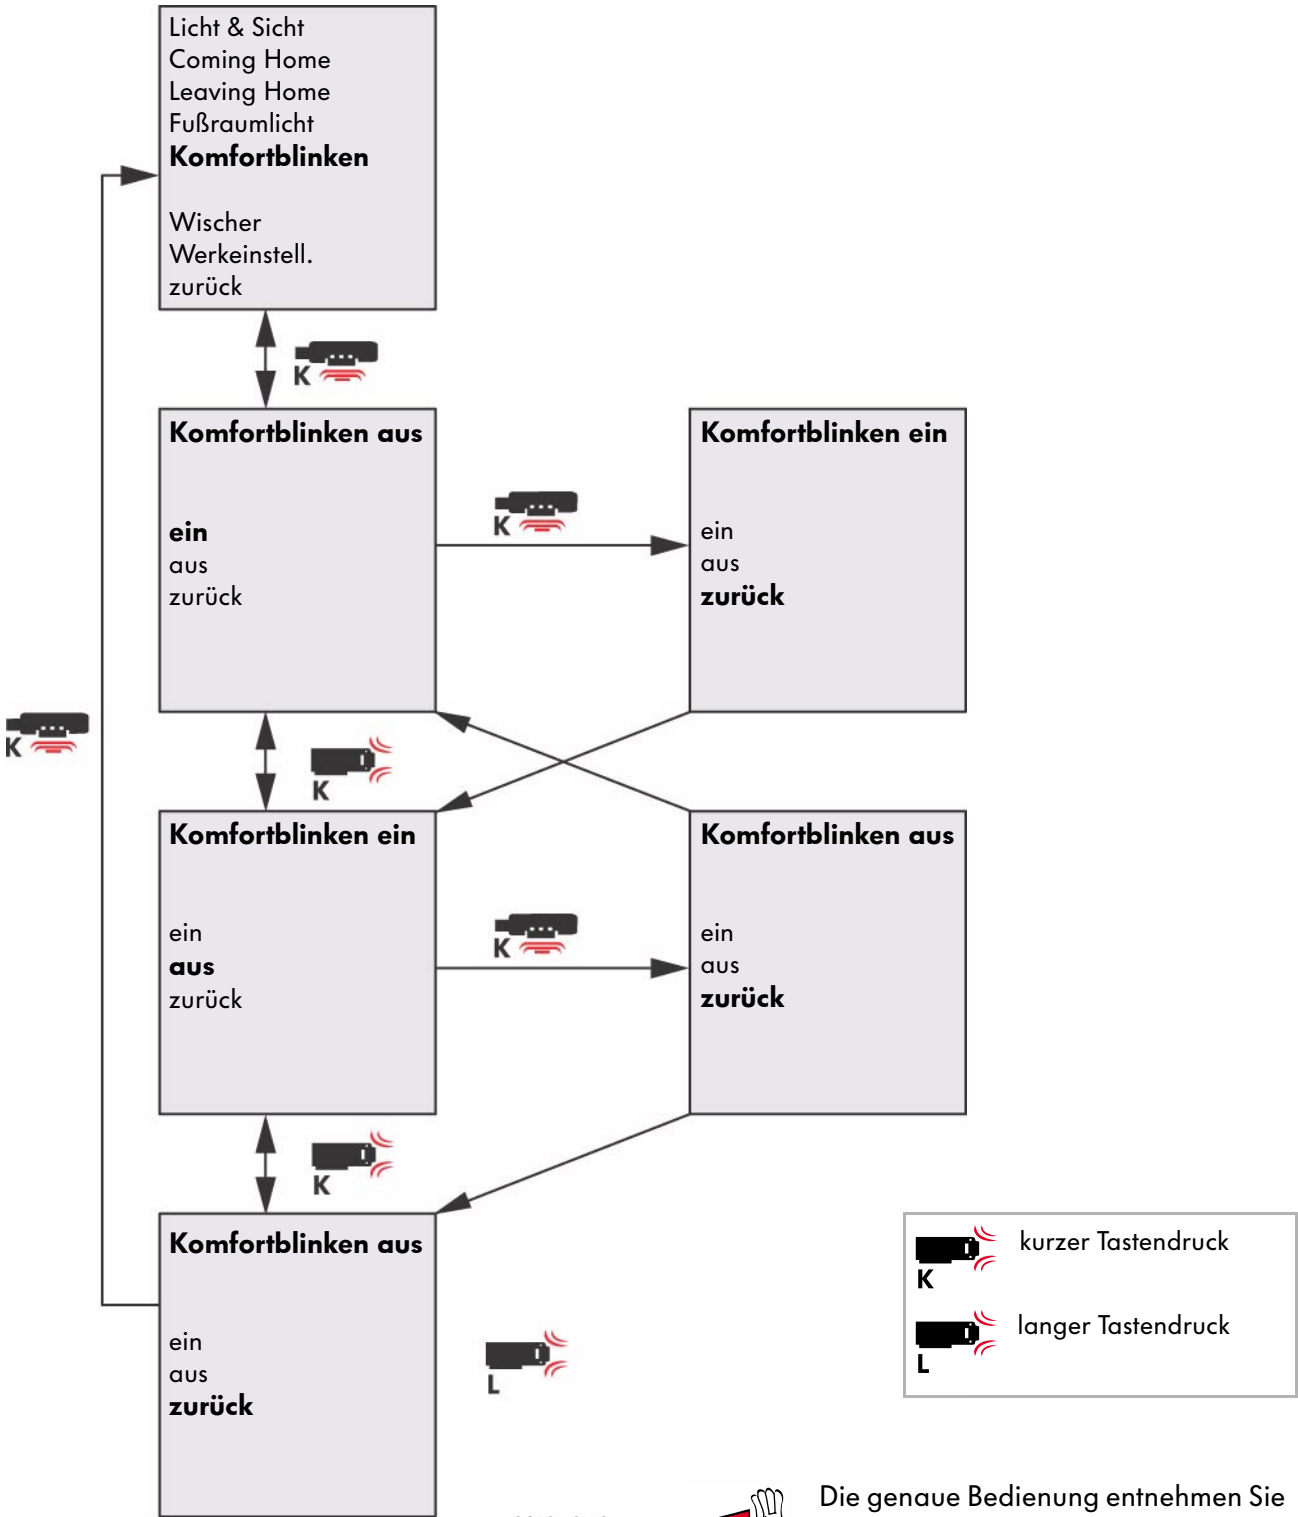 Licht & Sicht
Coming Home
Leaving Home
Fußraumlicht
Komfortblinken
Wischer
Werkeinstell.
zurück
K
Komfortblinken aus
ein
aus
zurück
K
Komfortblinken ein
ein
aus
zurück
K
K
Komfortblinken ein
ein
aus
zurück
K
Komfortblinken aus
ein
aus
zurück
K
Komfortblinken aus
ein
aus
zurück
L
K
kurzer Tastendruck
L
langer Tastendruck
Die genaue Bedienung entnehmen Sie